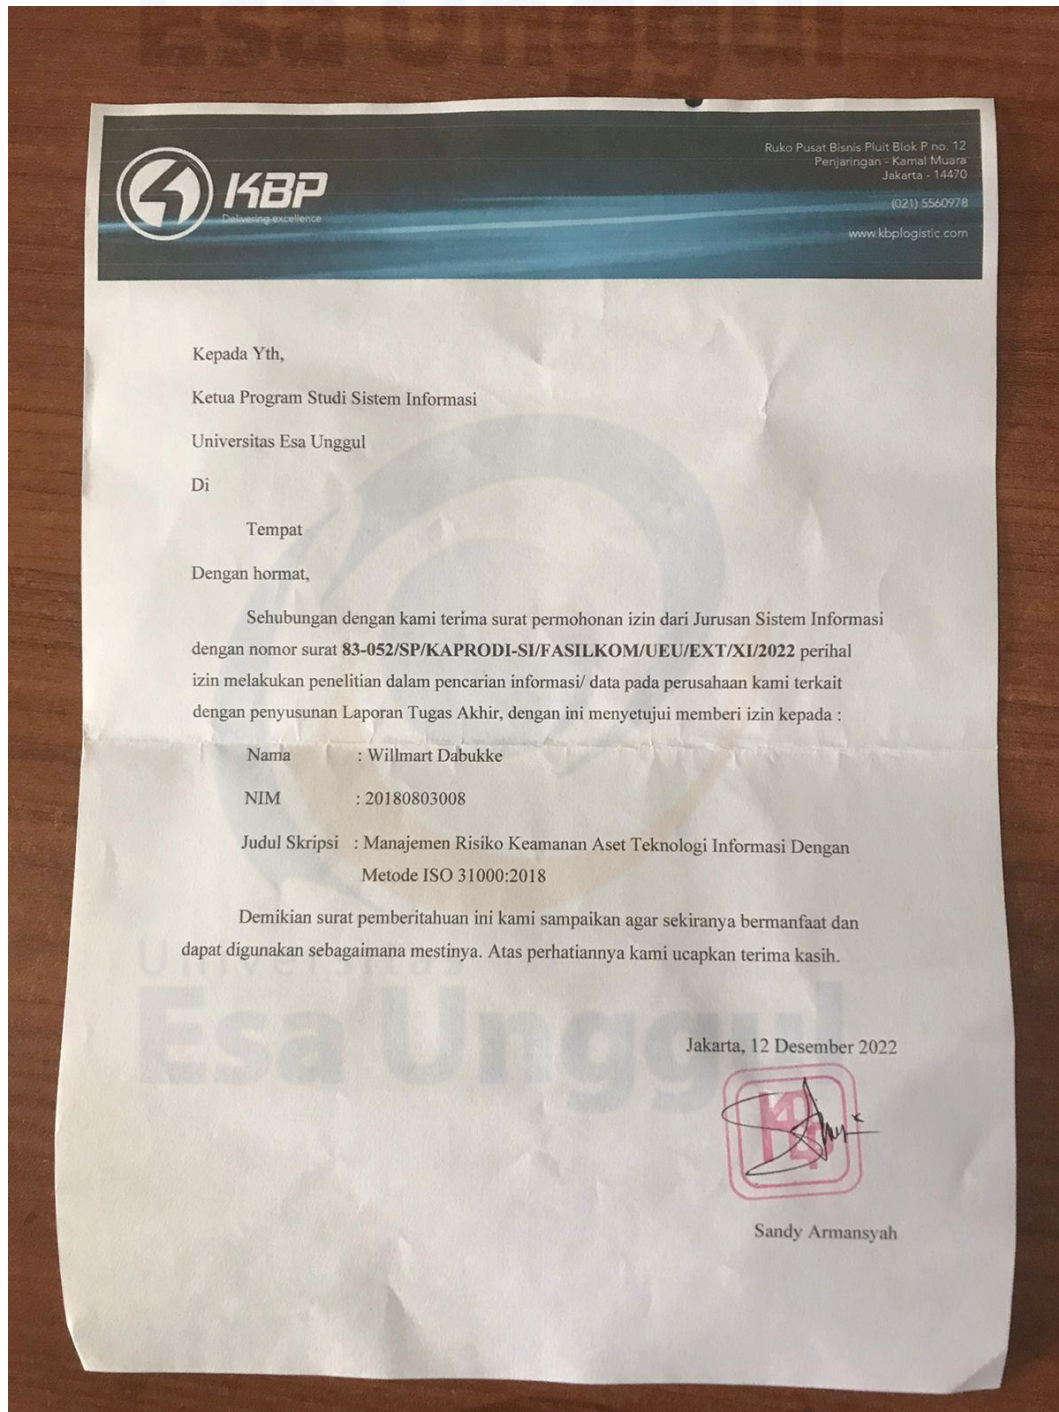 Esa Unggul
KBP
Delivering excellence
Ruko Pusat Bisnis Pluit Blok P no. 12
Penjaringan - Kamal Muara
Jakarta - 14470
(021) 5560978
www.kbplogistic.com
Kepada Yth,
Ketua Program Studi Sistem Informasi
Universitas Esa Unggul
Di
Tempat
Dengan hormat,
Sehubungan dengan kami terima surat permohonan izin dari Jurusan Sistem Informasi
dengan nomor surat 83-052/SP/KAPRODI-SI/FASILKOM/UEU/EXT/XI/2022 perihal
izin melakukan penelitian dalam pencarian informasi/ data pada perusahaan kami terkait
dengan penyusunan Laporan Tugas Akhir, dengan ini menyetujui memberi izin kepada :
Nama : Willmart Dabukke
NIM : 20180803008
Judul Skripsi : Manajemen Risiko Keamanan Aset Teknologi Informasi Dengan
Metode ISO 31000:2018
Demikian surat pemberitahuan ini kami sampaikan agar sekiranya bermanfaat dan
dapat digunakan sebagaimana mestinya. Atas perhatiannya kami ucapkan terima kasih.
Universitas
Esa Unggul
Jakarta, 12 Desember 2022
Sandy Armansyah